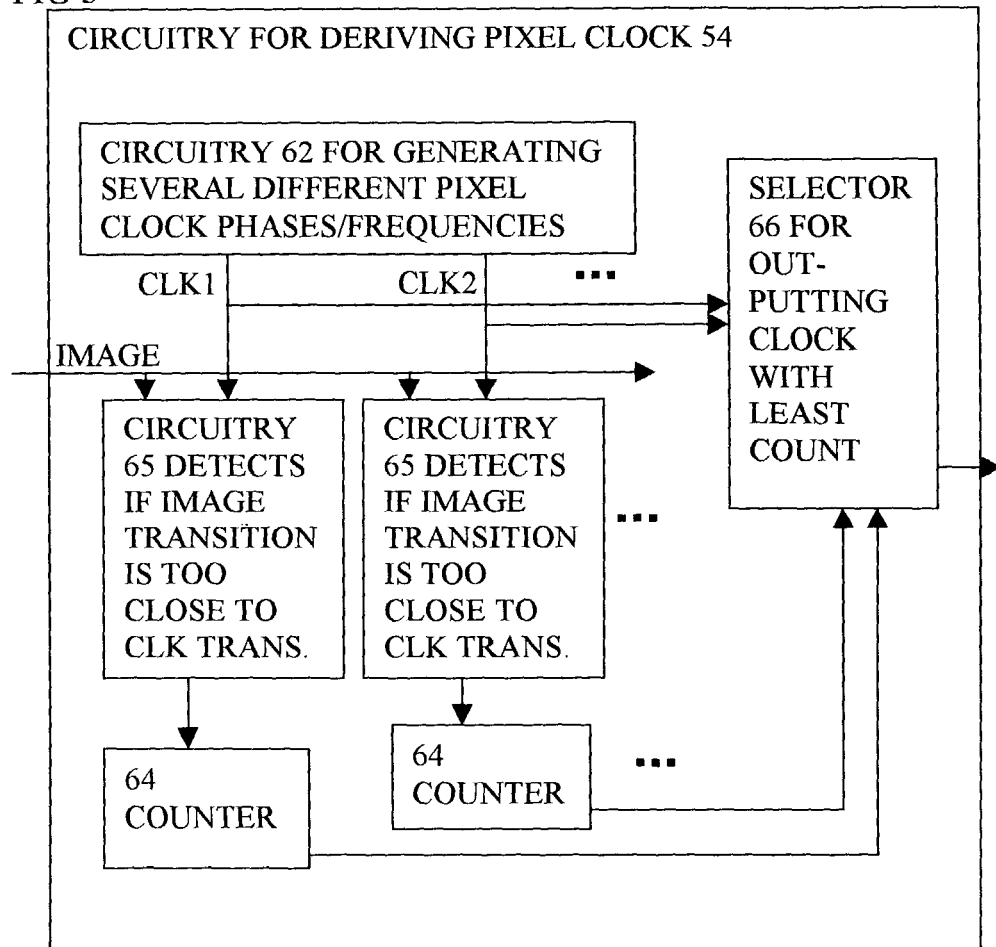 CIRCUITRY FOR DERIVING PIXEL CLOCK 54
CIRCUITRY 62 FOR GENERATING
SEVERAL DIFFERENT PIXEL
CLOCK PHASES/FREQUENCIES
CLK1
CLK2
...
SELECTOR
66 FOR
OUT-
PUTTING
CLOCK
WITH
LEAST
COUNT
IMAGE
CIRCUITRY
65 DETECTS
IF IMAGE
TRANSITION
IS TOO
CLOSE TO
CLK TRANS.
CIRCUITRY
65 DETECTS
IF IMAGE
TRANSITION
IS TOO
CLOSE TO
CLK TRANS.
...
64
COUNTER
64
COUNTER
...